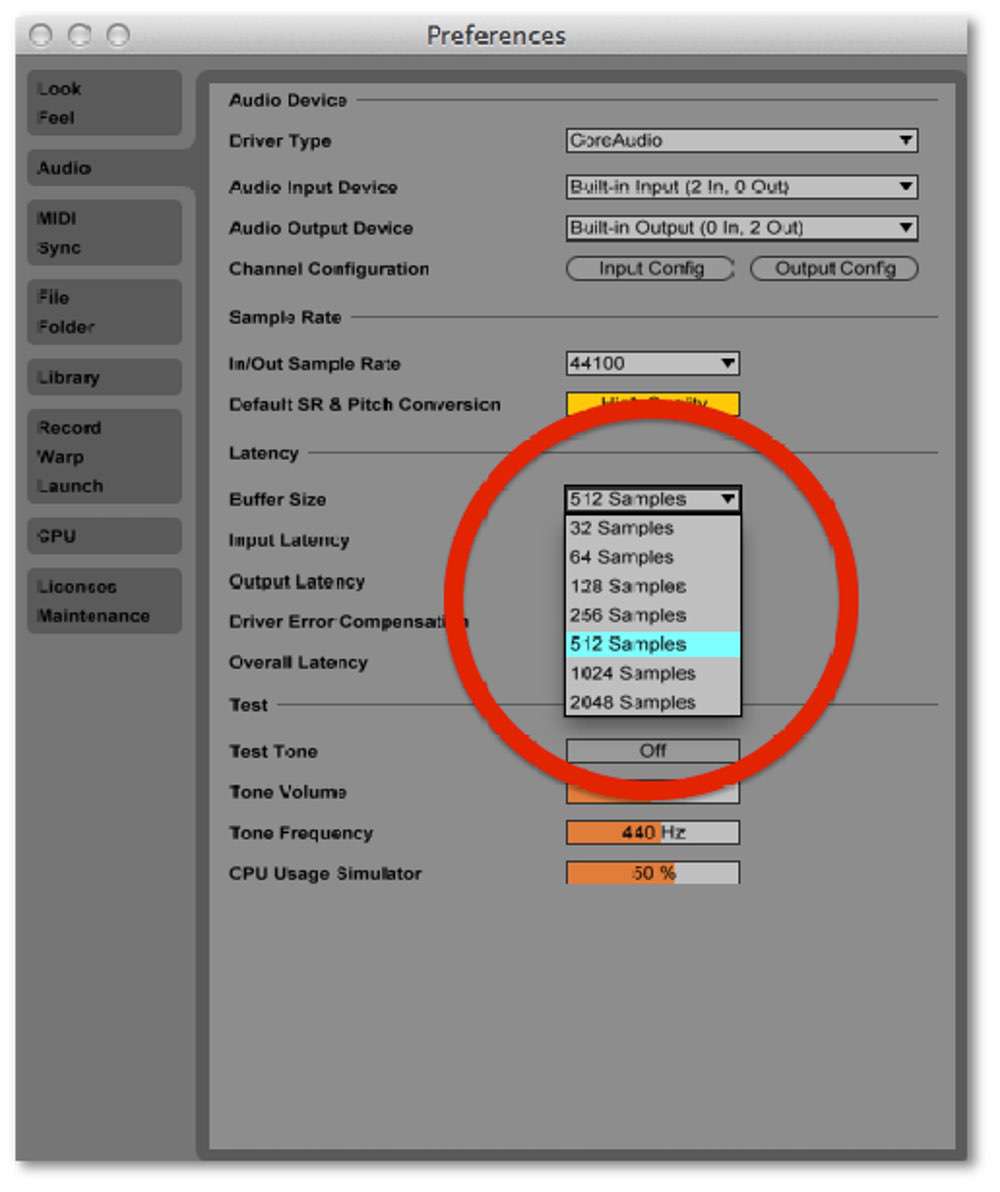 Preferences
Look
Feel
Audio
MIDI
Sync
File
Folder
Library
Record
Warp
Launch
CPU
Licenses
Maintenance
Audio Device
Driver Type CoreAudio
Audio Input Device Built-in Input (2 In, 0 Out)
Audio Output Device Built-in Output (0 In, 2 Out)
Channel Configuration Input Config Output Config
Sample Rate
In/Out Sample Rate 44100
Default SR & Pitch Conversion High Quality
Latency
Buffer Size 512 Samples
32 Samples
Input Latency
64 Samples
128 Samples
Output Latency
256 Samples
Driver Error Compensation
512 Samples
Overall Latency
1024 Samples
2048 Samples
Test
Test Tone Off
Tone Volume
Tone Frequency 440 Hz
CPU Usage Simulator 50 %